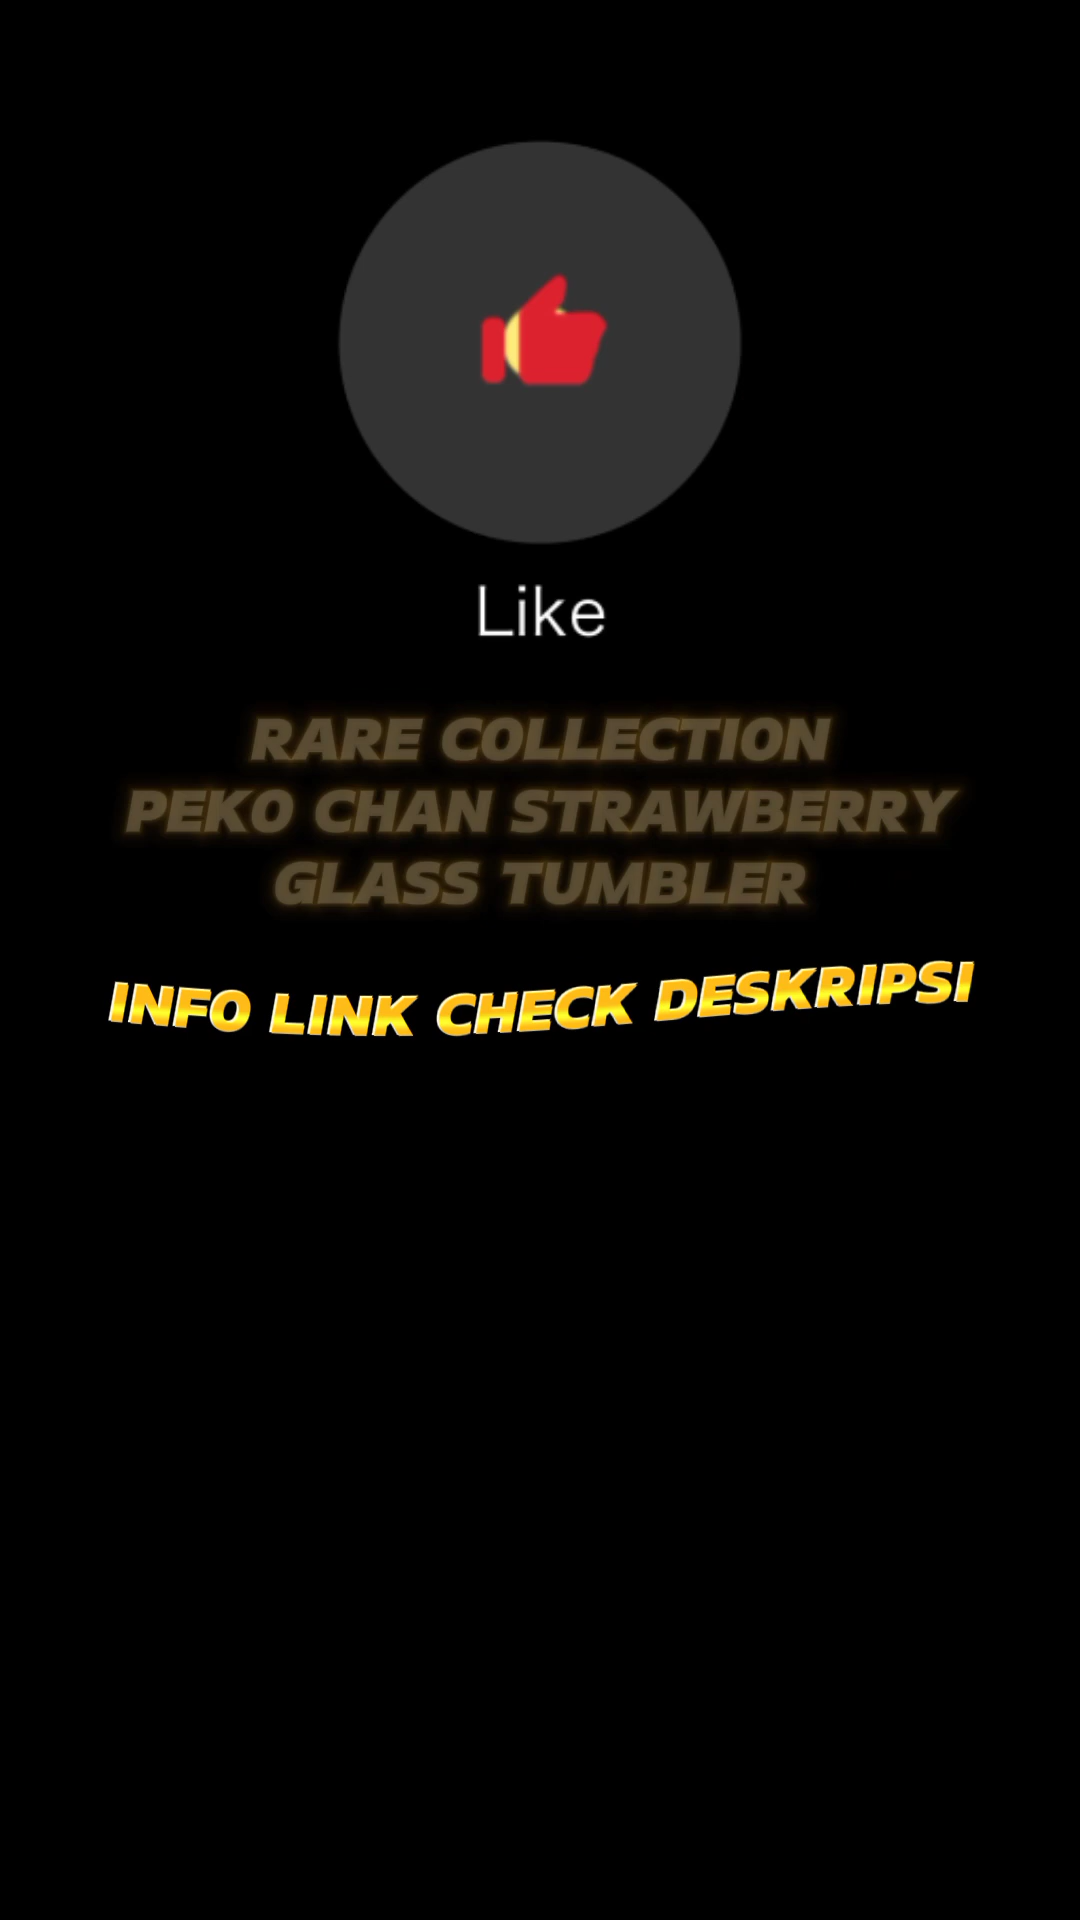 Like
RARE COLLECTION
PEKO CHAN STRAWBERRY
GLASS TUMBLER
INFO LINK CHECK DESKRIPSI